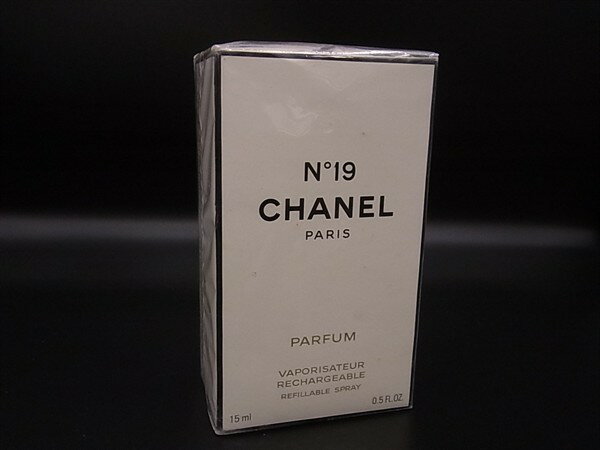 N°19
CHANEL
PARIS
PARFUM
VAPORISATEUR
RECHARGEABLE
REFILLABLE SPRAY
15 ml 0.5 FL.OZ.